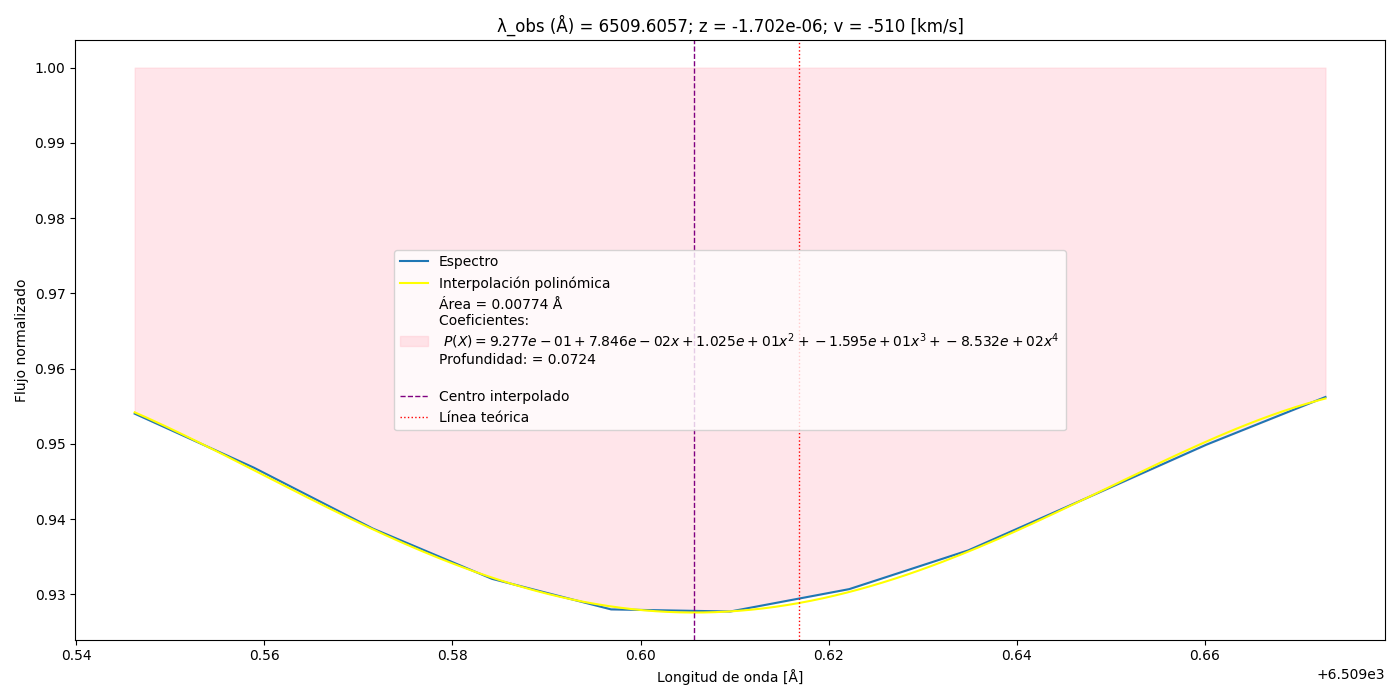 λ_obs (Å) = 6509.6057; z = -1.702e-06; v = -510 [km/s]
Flujo normalizado
1.00
0.99
0.98
0.97
0.96
0.95
0.94
0.93
Espectro
Interpolación polinómica
Área = 0.00774 Å
Coeficientes:
P(X) = 9.277e − 01 + 7.846e − 02x + 1.025e + 01x² + −1.595e + 01x³ + −8.532e + 02x⁴
Profundidad: = 0.0724
Centro interpolado
Línea teórica
0.54 0.56 0.58 0.60 0.62 0.64 0.66
+6.509e3
Longitud de onda [Å]